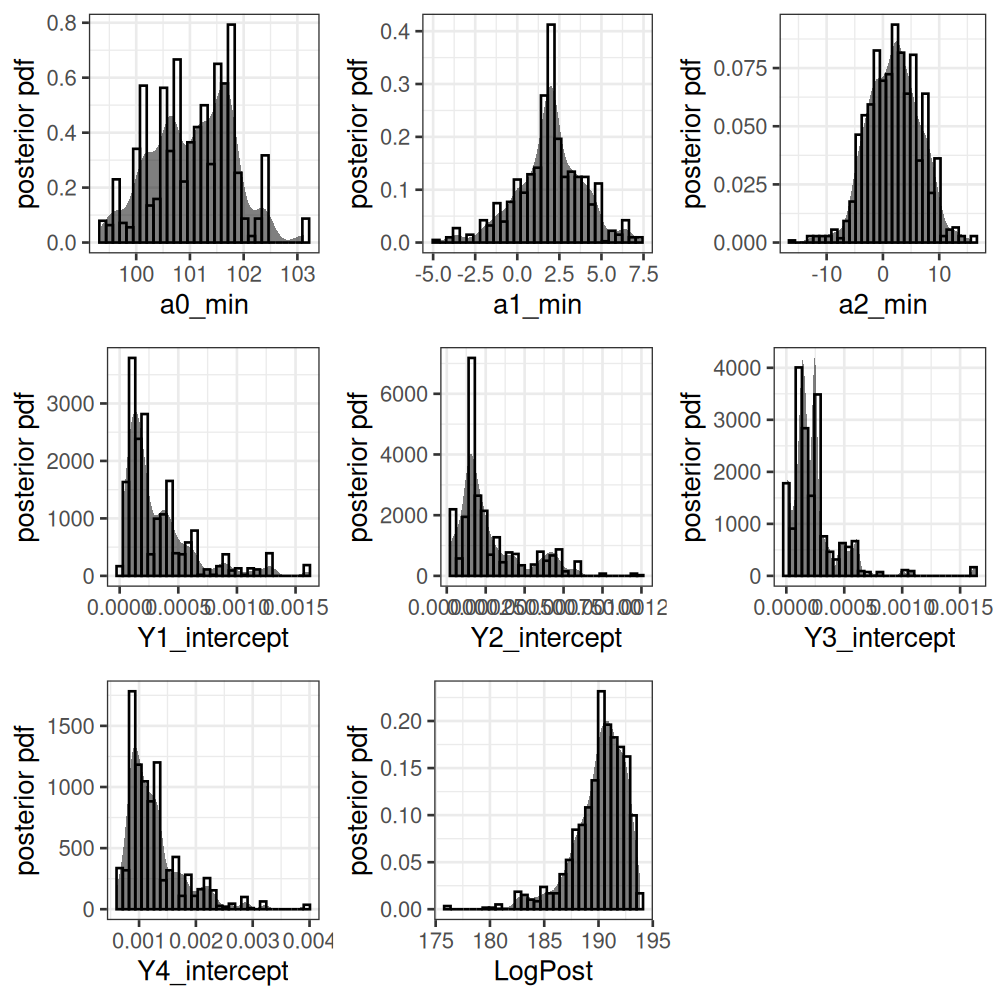 posterior pdf
0.8
0.6
0.4
0.2
0.0
100 101 102 103
a0_min
posterior pdf
0.4
0.3
0.2
0.1
0.0
-5.0 -2.5 0.0 2.5 5.0 7.5
a1_min
posterior pdf
0.075
0.050
0.025
0.000
-10 0 10
a2_min
posterior pdf
3000
2000
1000
0
0.0000 0.0005 0.0010 0.0015
Y1_intercept
posterior pdf
6000
4000
2000
0
Y2_intercept
posterior pdf
4000
3000
2000
1000
0
0.0000 0.0005 0.0010 0.0015
Y3_intercept
posterior pdf
1500
1000
500
0
0.001 0.002 0.003 0.004
Y4_intercept
posterior pdf
0.20
0.15
0.10
0.05
0.00
175 180 185 190 195
LogPost